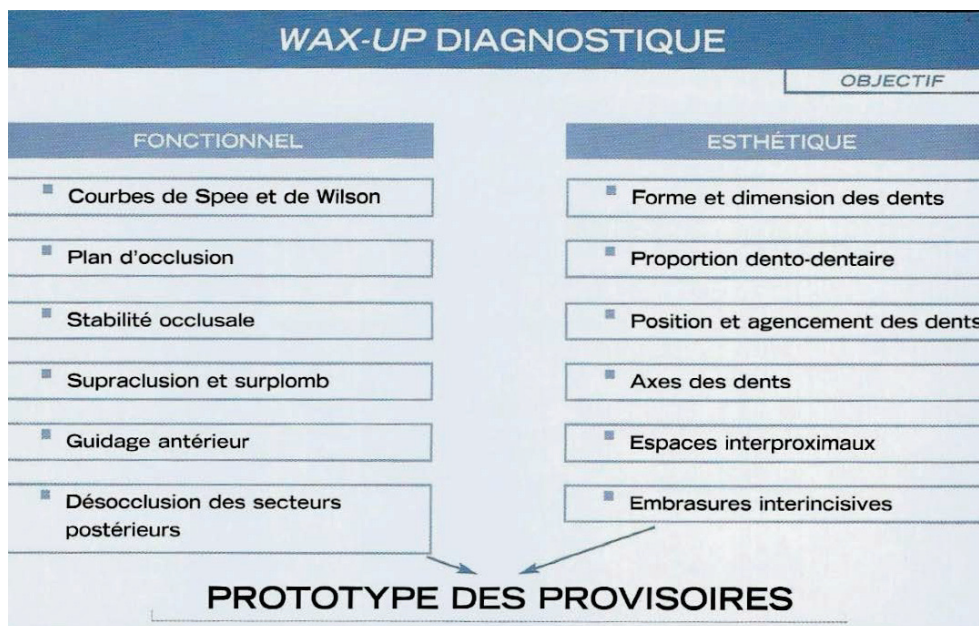 WAX-UP DIAGNOSTIQUE
OBJECTIF
FONCTIONNEL
Courbes de Spee et de Wilson
Plan d'occlusion
Stabilité occlusale
Supraclusion et surplomb
Guidage antérieur
Désocclusion des secteurs
postérieurs
ESTHÉTIQUE
Forme et dimension des dents
Proportion dento-dentaire
Position et agencement des dents
Axes des dents
Espaces interproximaux
Embrasures interincisives
PROTOTYPE DES PROVISOIRES